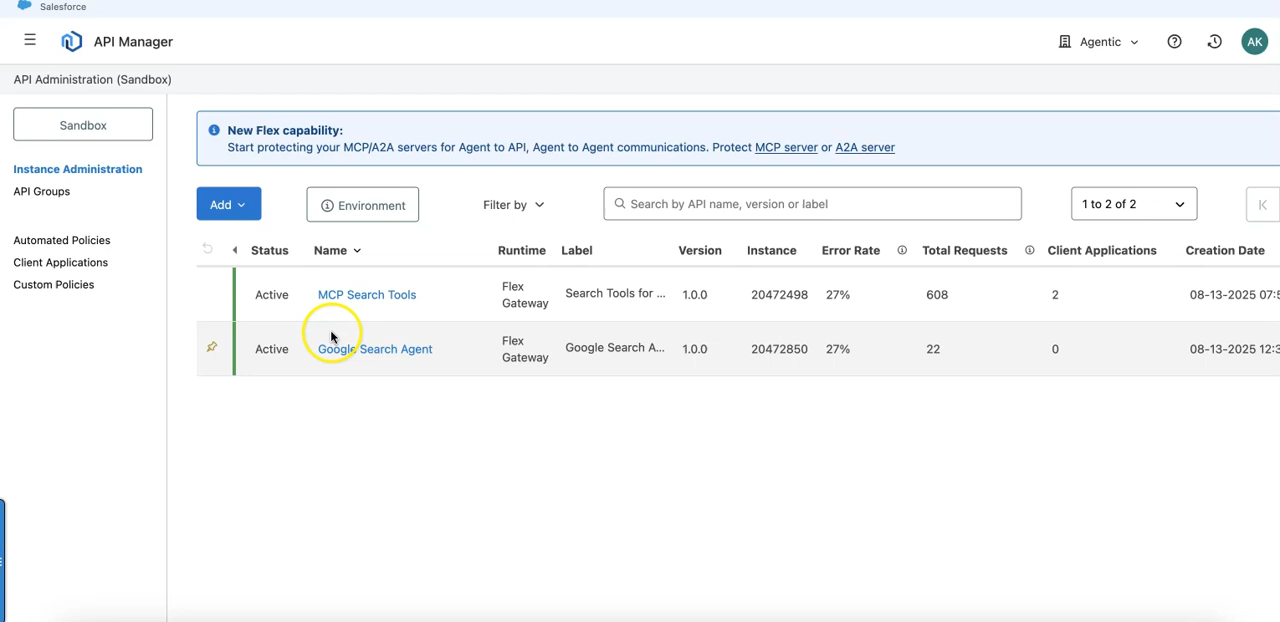 Salesforce
API Manager
Agentic
AK
API Administration (Sandbox)
Sandbox
Instance Administration
API Groups
Automated Policies
Client Applications
Custom Policies
New Flex capability:
Start protecting your MCP/A2A servers for Agent to API, Agent to Agent communications. Protect MCP server or A2A server
Add
Environment
Filter by
Search by API name, version or label
1 to 2 of 2
Status Name Runtime Label Version Instance Error Rate Total Requests Client Applications Creation Date
Active MCP Search Tools Flex Gateway Search Tools for ... 1.0.0 20472498 27% 608 2 08-13-2025 07:5
Active Google Search Agent Flex Gateway Google Search A... 1.0.0 20472850 27% 22 0 08-13-2025 12:3